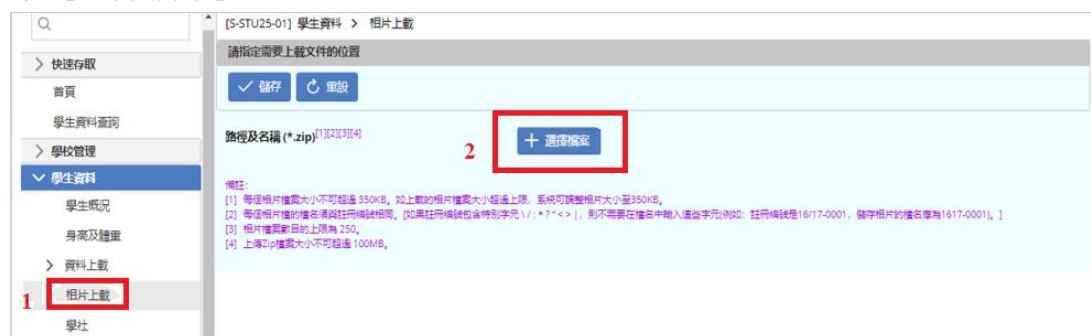 [S-STU25-01] 學生資料 > 相片上載
請指定需要上載文件的位置
快速存取
儲存 重設
首頁
學生資料查詢
路徑及名稱 (*.zip)[1][2][3][4]
選擇檔案
2
學校管理
學生資料
備註:
[1] 每個相片檔案大小不可超過 350KB。如上載的相片檔案大小超過上限，系統可調整相片大小至350KB。
[2] 每個相片檔的檔名須與註冊編號相同。[如果註冊編號包含特別字元 \ / : * ? " < > |，則不需要在檔名中輸入這些字元(例如：註冊編號是16/17-0001，儲存相片的檔名應為1617-0001)。]
[3] 相片檔案數目的上限為 250。
[4] 上傳Zip檔案大小不可超過 100MB。
學生概況
身高及體重
資料上載
1
相片上載
學社